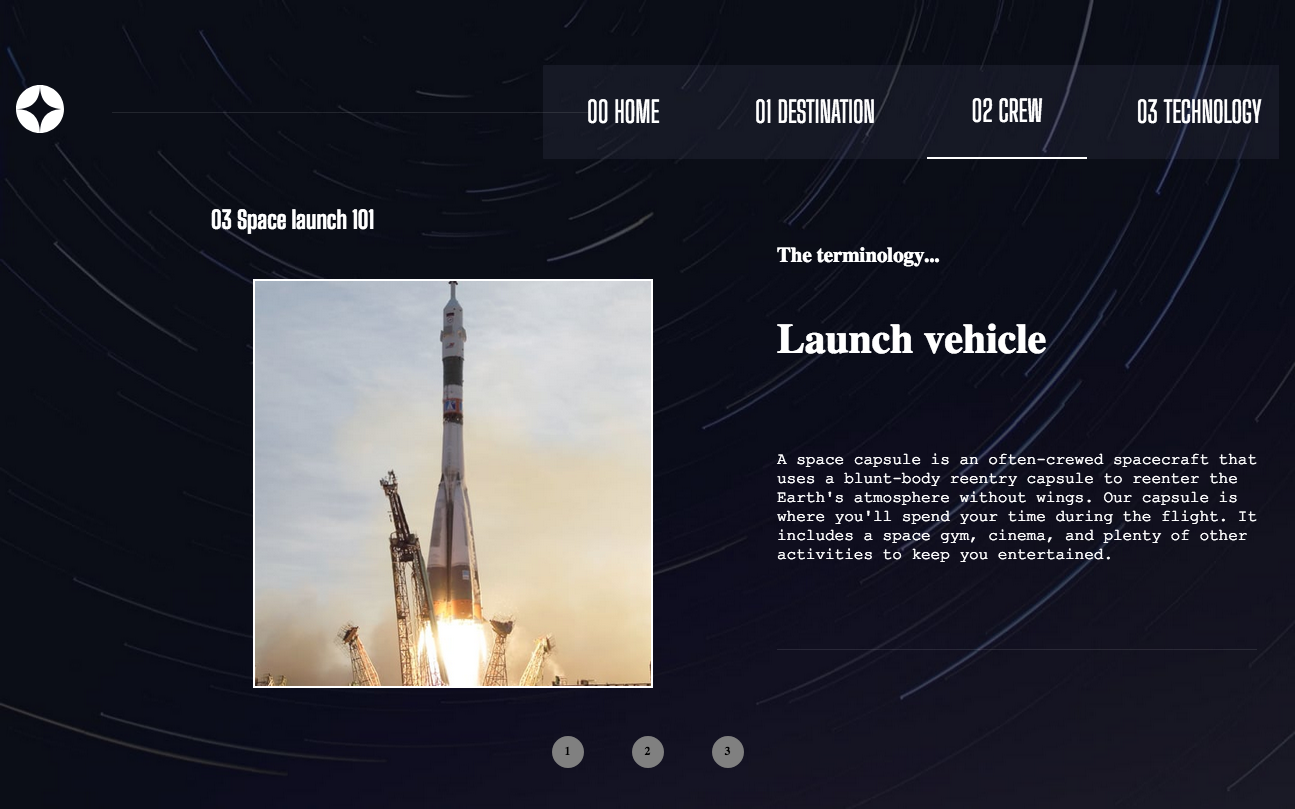 00 HOME 01 DESTINATION 02 CREW 03 TECHNOLOGY
03 Space launch 101
The terminology...
Launch vehicle
A space capsule is an often-crewed spacecraft that
uses a blunt-body reentry capsule to reenter the
Earth's atmosphere without wings. Our capsule is
where you'll spend your time during the flight. It
includes a space gym, cinema, and plenty of other
activities to keep you entertained.
1 2 3